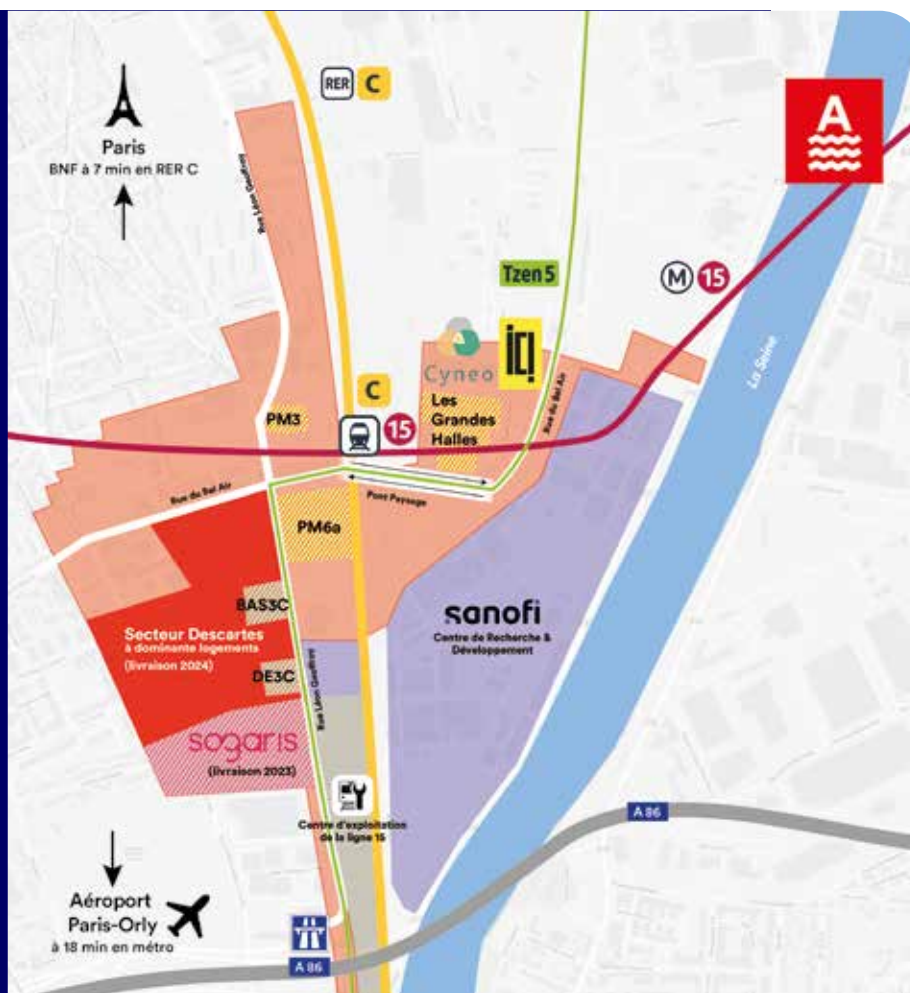 RER C
A
Paris
BNF à 7 min en RER C
Rue Léon Geoffroy
Tzen 5
M 15
La Seine
Cyneo
ICI
C
15
Les
Grandes
Halles
Rue du Bel Air
PM3
Rue du Bel Air
Pont Paysage
PM6a
BAS3C
sanofi
Centre de Recherche &
Développement
Secteur Descartes
à dominante logements
(livraison 2024)
DE3C
Rue Léon Geoffroy
sogaris
(livraison 2023)
Centre d'exploitation
de la ligne 15
A 86
Aéroport
Paris-Orly
à 18 min en métro
A 86